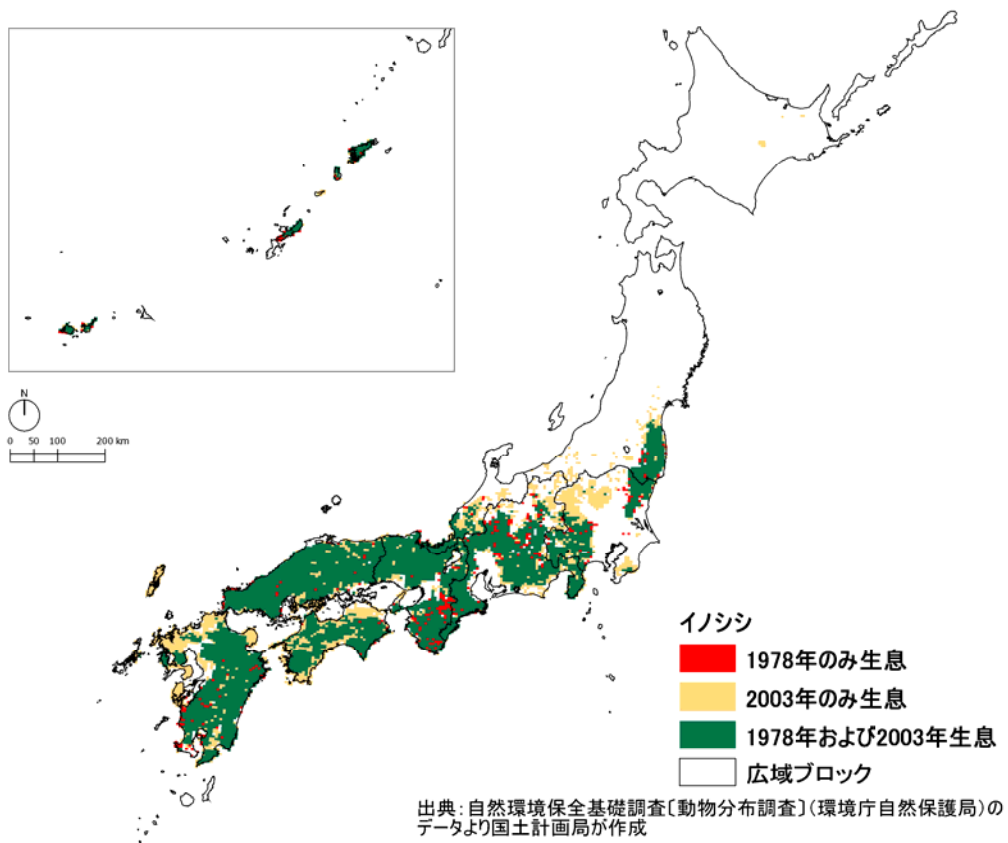 N
0 50 100 200 km
イノシシ
1978年のみ生息
2003年のみ生息
1978年および2003年生息
広域ブロック
出典:自然環境保全基礎調査〔動物分布調査〕(環境庁自然保護局)の
データより国土計画局が作成